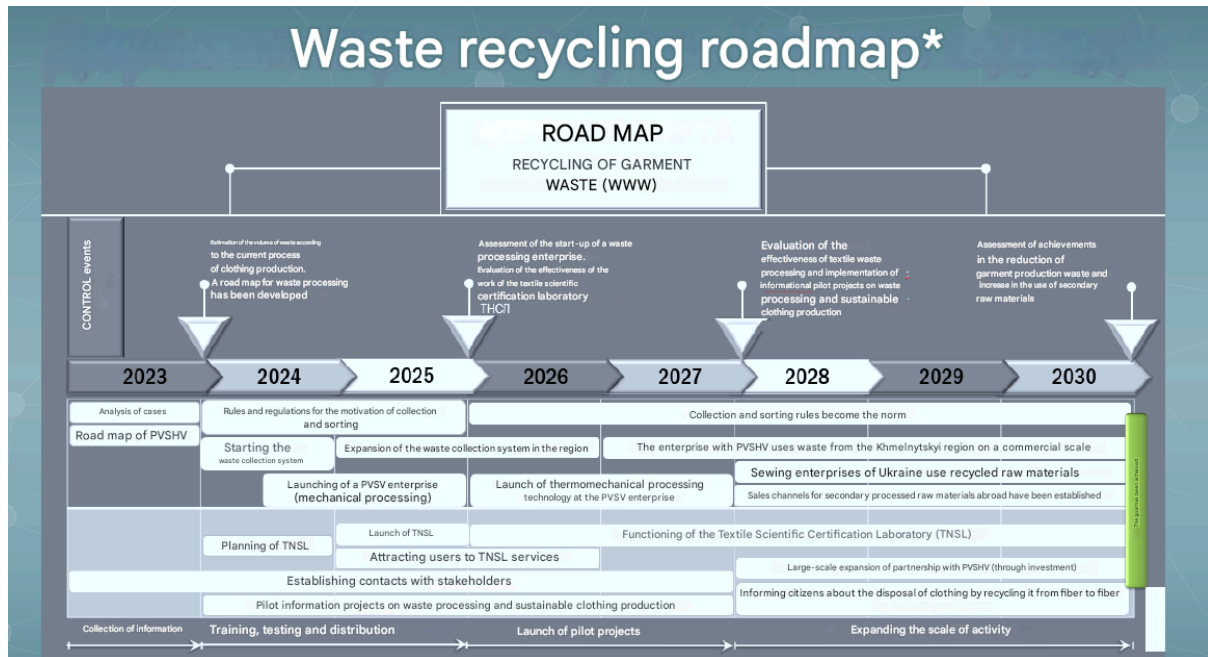 Waste recycling roadmap*
ROAD MAP
RECYCLING OF GARMENT
WASTE (WWW)
CONTROL events
Estimation of the volume of waste according
to the current process
of clothing production.
A road map for waste processing
has been developed
Assessment of the start-up of a waste
processing enterprise.
Evaluation of the effectiveness of the
work of the textile scientific
certification laboratory
ТНСЛ
Evaluation of the
effectiveness of textile waste
processing and implementation of
informational pilot projects on waste
processing and sustainable
clothing production
Assessment of achievements
in the reduction of
garment production waste and
increase in the use of secondary
raw materials
2023
2024
2025
2026
2027
2028
2029
2030
Analysis of cases
Rules and regulations for the motivation of collection
and sorting
Collection and sorting rules become the norm
Road map of PVSHV
Starting the
waste collection system
Expansion of the waste collection system in the region
The enterprise with PVSHV uses waste from the Khmelnytskyi region on a commercial scale
Launching of a PVSV enterprise
(mechanical processing)
Launch of thermomechanical processing
technology at the PVSV enterprise
Sewing enterprises of Ukraine use recycled raw materials
Sales channels for secondary processed raw materials abroad have been established
The goal has been achieved
Planning of TNSL
Launch of TNSL
Functioning of the Textile Scientific Certification Laboratory (TNSL)
Attracting users to TNSL services
Large-scale expansion of partnership with PVSHV (through investment)
Establishing contacts with stakeholders
Informing citizens about the disposal of clothing by recycling it from fiber to fiber
Pilot information projects on waste processing and sustainable clothing production
Collection of information
Training, testing and distribution
Launch of pilot projects
Expanding the scale of activity